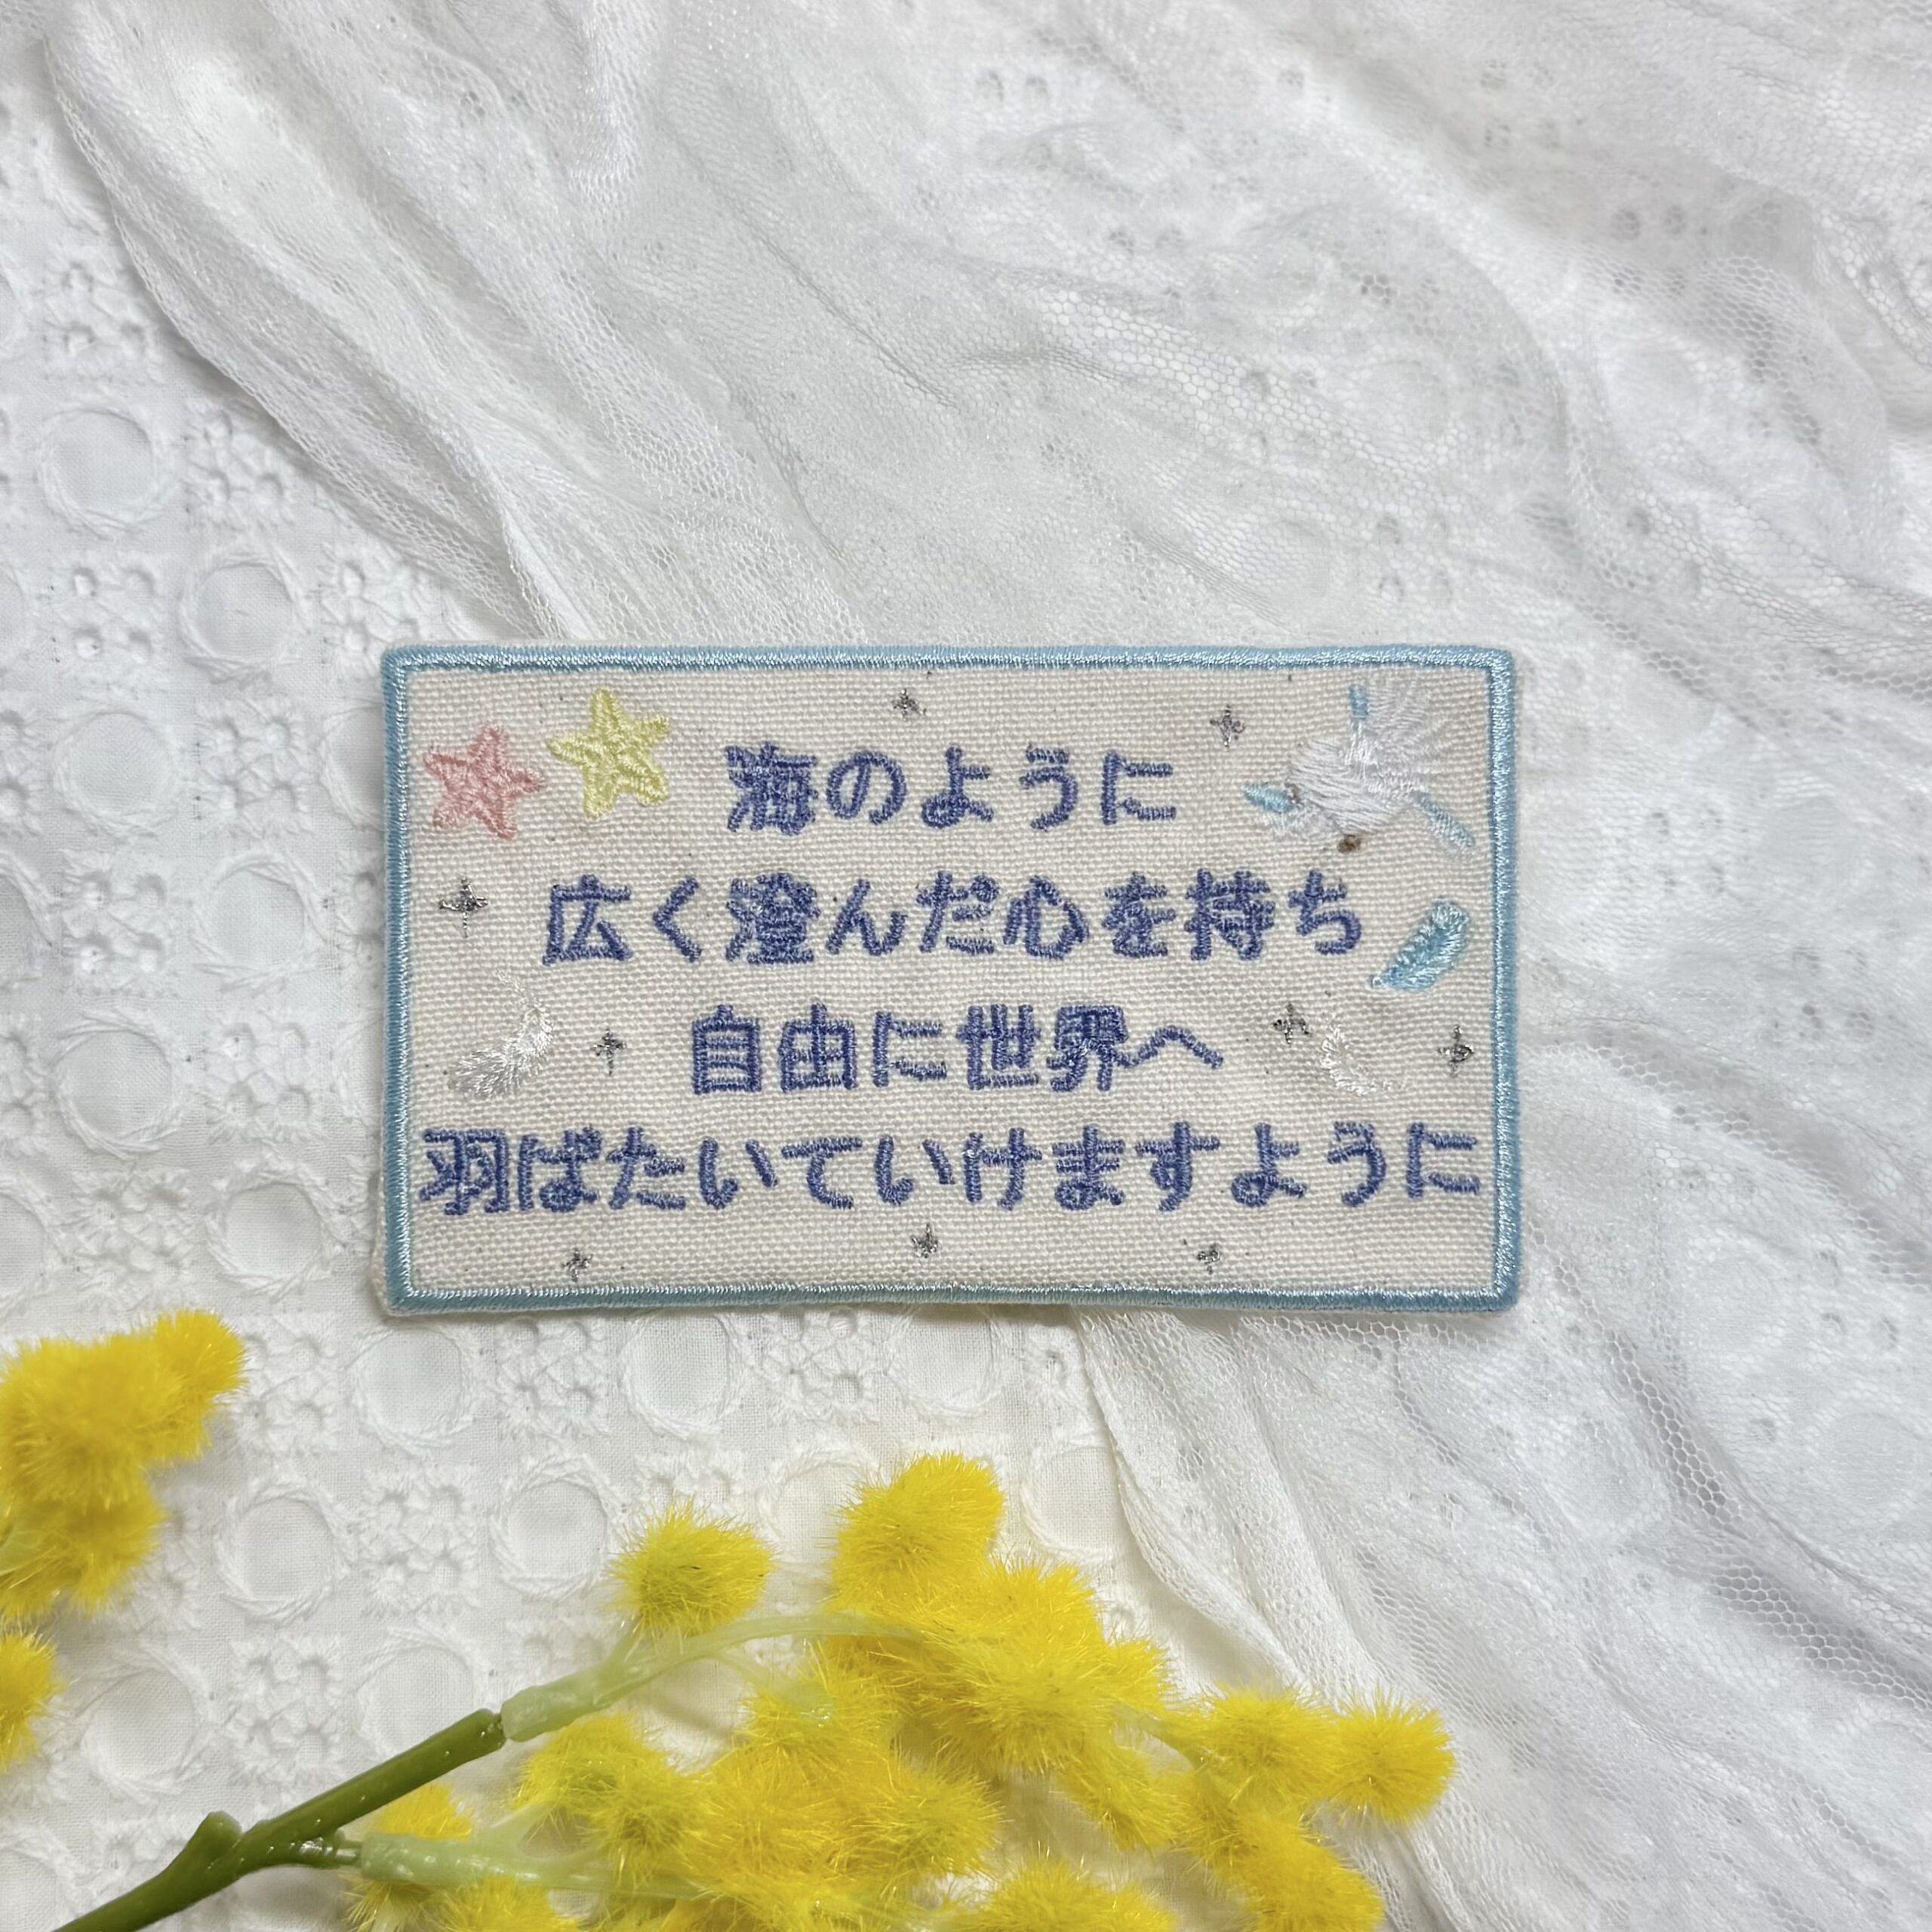 海のように
広く澄んだ心を持ち
自由に世界へ
羽ばたいていけますように